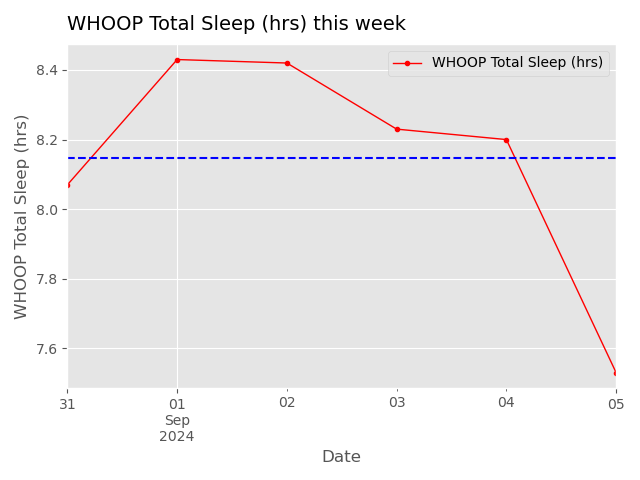 WHOOP Total Sleep (hrs) this week
WHOOP Total Sleep (hrs)
WHOOP Total Sleep (hrs)
8.4
8.2
8.0
7.8
7.6
31 01 02 03 04 05
Sep
2024
Date